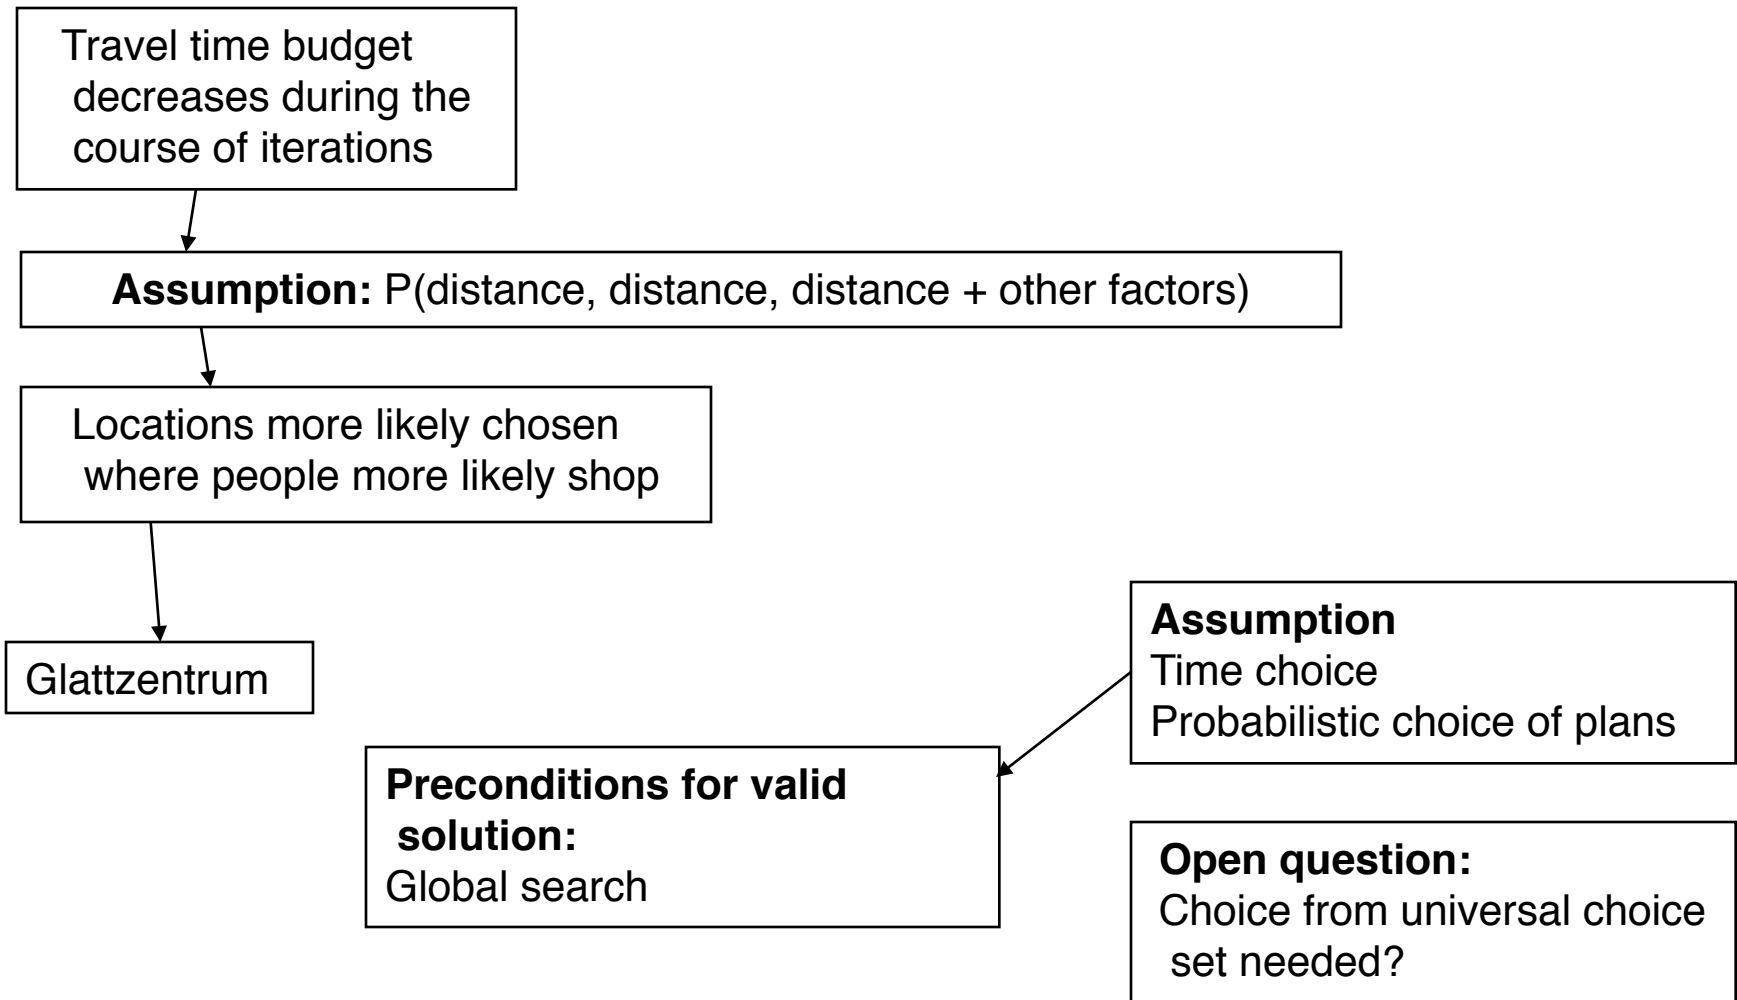 Travel time budget
decreases during the
course of iterations
Assumption: P(distance, distance, distance + other factors)
Locations more likely chosen
where people more likely shop
Glattzentrum
Assumption
Time choice
Probabilistic choice of plans
Preconditions for valid
solution:
Global search
Open question:
Choice from universal choice
set needed?